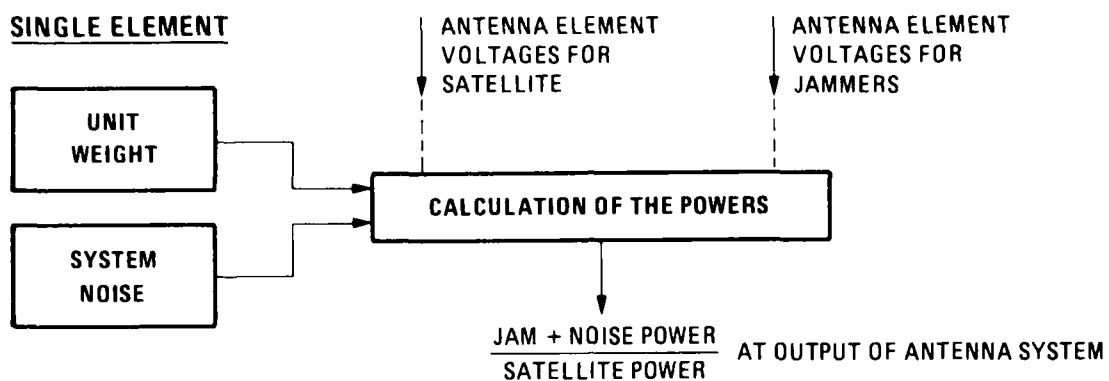 SINGLE ELEMENT
ANTENNA ELEMENT
VOLTAGES FOR
SATELLITE
ANTENNA ELEMENT
VOLTAGES FOR
JAMMERS
UNIT
WEIGHT
CALCULATION OF THE POWERS
SYSTEM
NOISE
JAM + NOISE POWER
SATELLITE POWER
AT OUTPUT OF ANTENNA SYSTEM